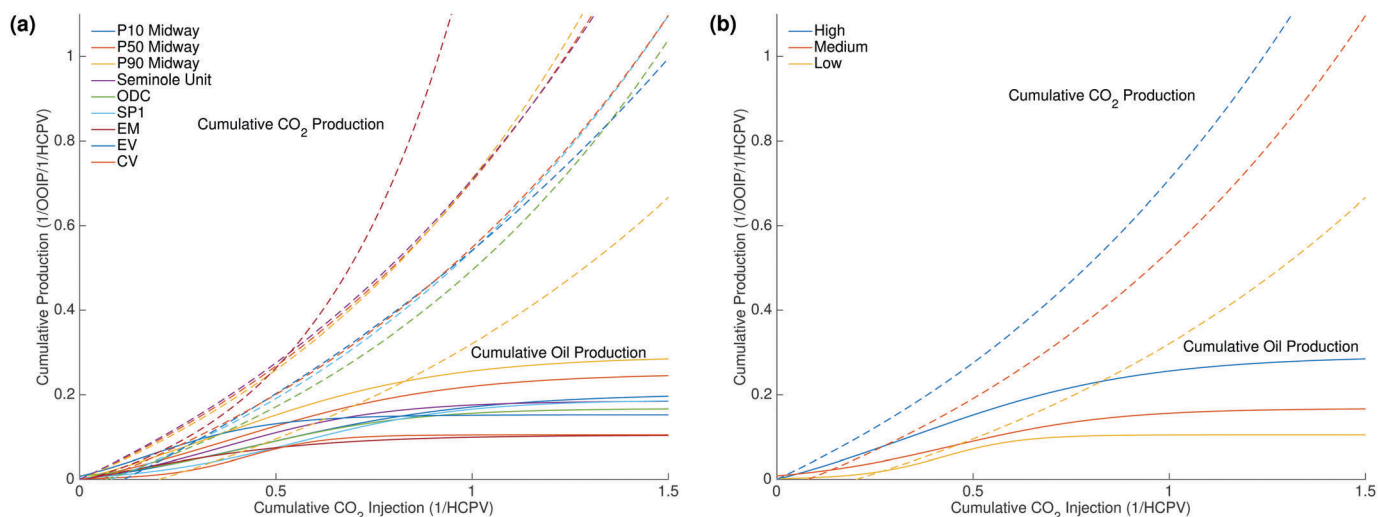 (a)
Cumulative Production (1/OOIP/1/HCPV)
1
0.8
0.6
0.4
0.2
0
P10 Midway
P50 Midway
P90 Midway
Seminole Unit
ODC
SP1
EM
EV
CV
Cumulative CO2 Production
Cumulative Oil Production
0
0.5
1
1.5
Cumulative CO2 Injection (1/HCPV)
(b)
Cumulative Production (1/OOIP/1/HCPV)
1
0.8
0.6
0.4
0.2
0
High
Medium
Low
Cumulative CO2 Production
Cumulative Oil Production
0
0.5
1
1.5
Cumulative CO2 Injection (1/HCPV)